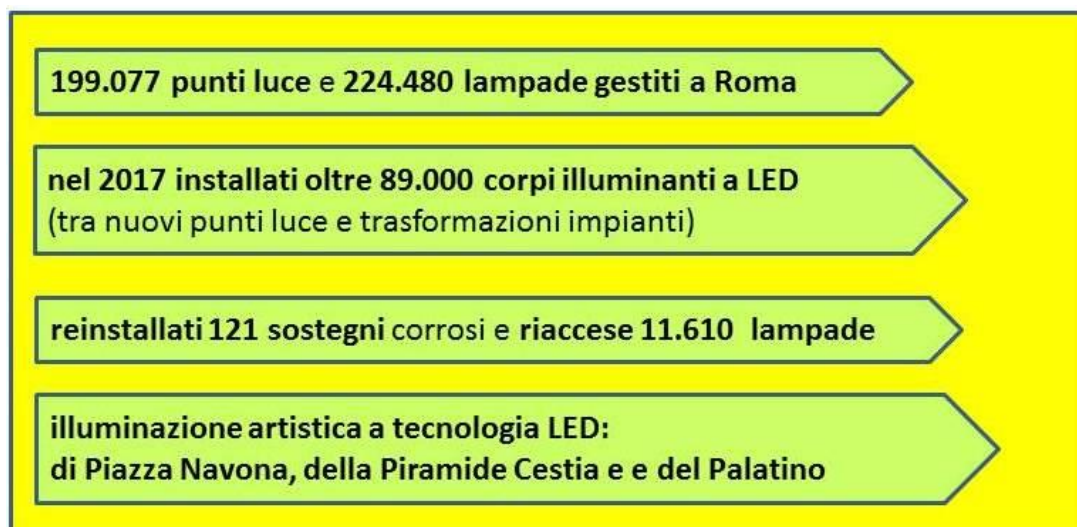 199.077 punti luce e 224.480 lampade gestiti a Roma
nel 2017 installati oltre 89.000 corpi illuminanti a LED
(tra nuovi punti luce e trasformazioni impianti)
reinstallati 121 sostegni corrosi e riaccese 11.610 lampade
illuminazione artistica a tecnologia LED:
di Piazza Navona, della Piramide Cestia e e del Palatino